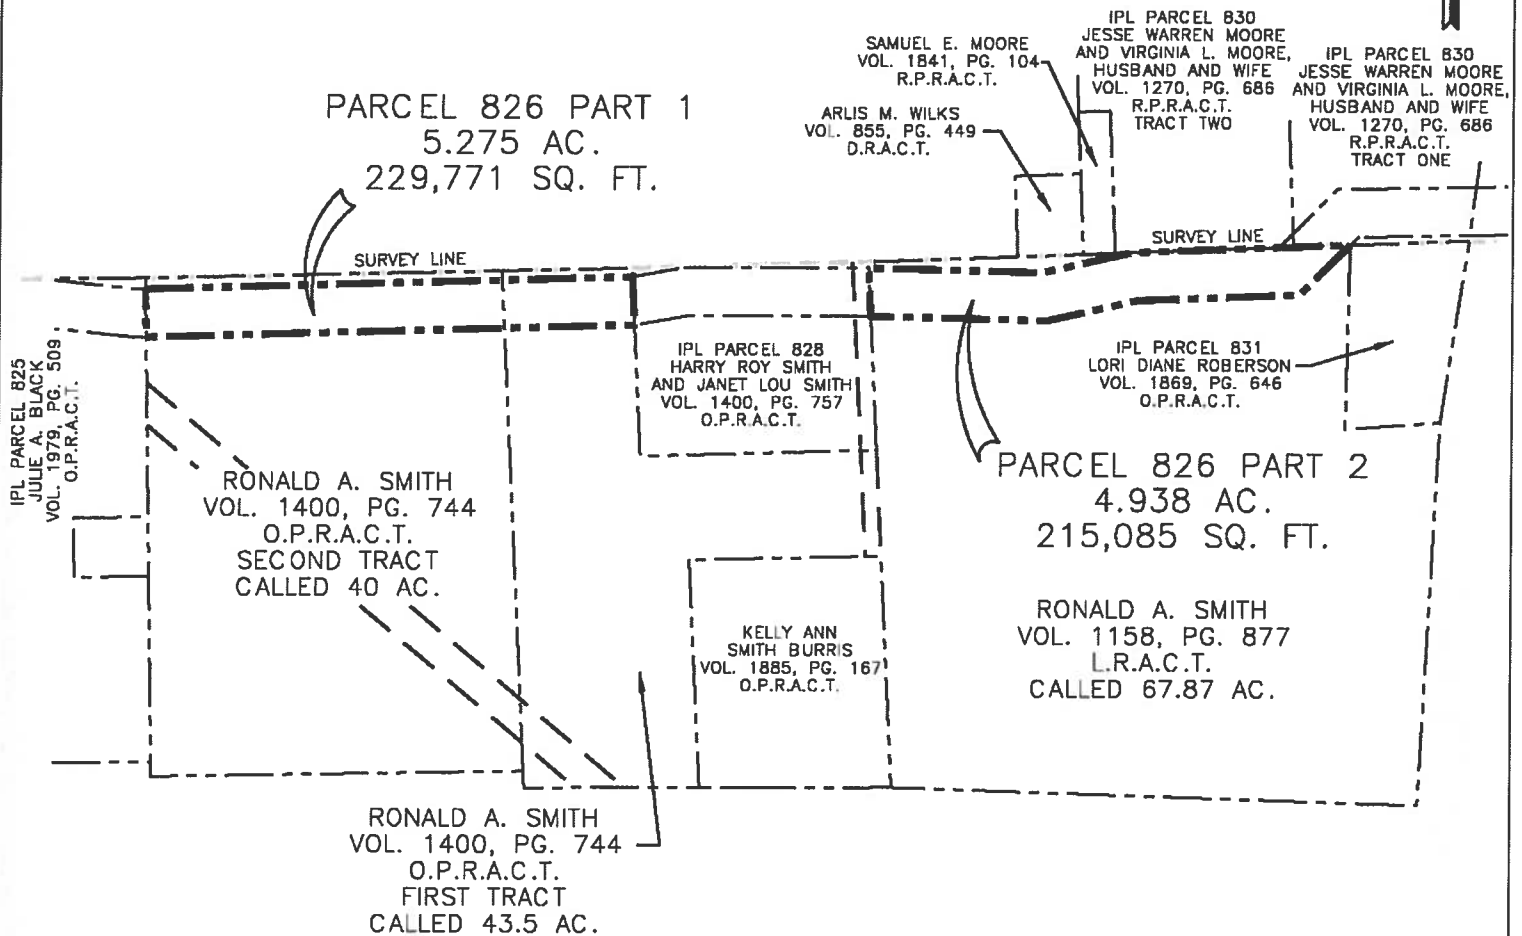 IPL PARCEL 830
JESSE WARREN MOORE
AND VIRGINIA L. MOORE,
HUSBAND AND WIFE
VOL. 1270, PG. 686
R.P.R.A.C.T.
TRACT TWO
SAMUEL E. MOORE
VOL. 1841, PG. 104
R.P.R.A.C.T.
IPL PARCEL 830
JESSE WARREN MOORE
AND VIRGINIA L. MOORE,
HUSBAND AND WIFE
VOL. 1270, PG. 686
R.P.R.A.C.T.
TRACT ONE
PARCEL 826 PART 1
5.275 AC.
229,771 SQ. FT.
ARLIS M. WILKS
VOL. 855, PG. 449
D.R.A.C.T.
SURVEY LINE
SURVEY LINE
IPL PARCEL 825
JULIE A. BLACK
VOL. 1979, PG. 509
O.P.R.A.C.T.
IPL PARCEL 828
HARRY ROY SMITH
AND JANET LOU SMITH
VOL. 1400, PG. 757
O.P.R.A.C.T.
IPL PARCEL 831
LORI DIANE ROBERSON
VOL. 1869, PG. 646
O.P.R.A.C.T.
PARCEL 826 PART 2
4.938 AC.
215,085 SQ. FT.
RONALD A. SMITH
VOL. 1400, PG. 744
O.P.R.A.C.T.
SECOND TRACT
CALLED 40 AC.
KELLY ANN
SMITH BURRIS
VOL. 1885, PG. 167
O.P.R.A.C.T.
RONALD A. SMITH
VOL. 1158, PG. 877
L.R.A.C.T.
CALLED 67.87 AC.
RONALD A. SMITH
VOL. 1400, PG. 744
O.P.R.A.C.T.
FIRST TRACT
CALLED 43.5 AC.